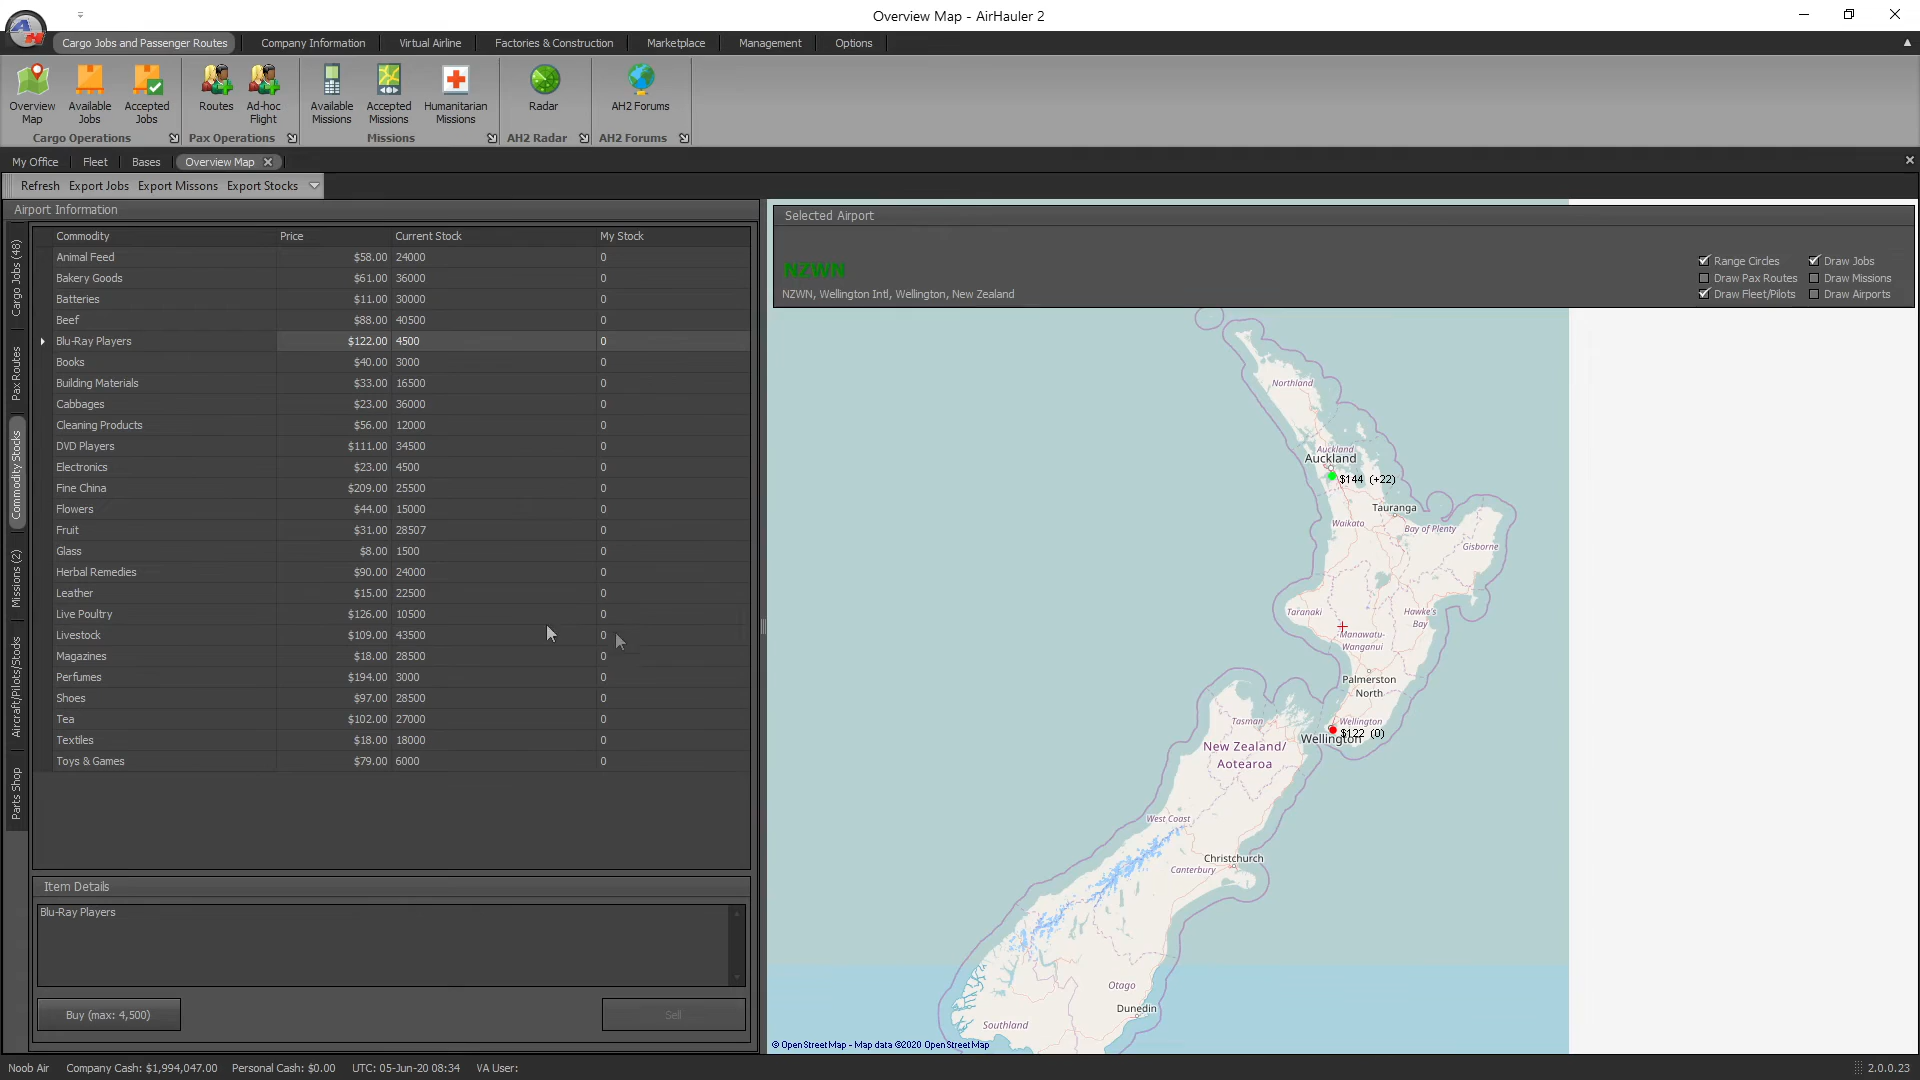 Overview Map - AirHauler 2
Cargo Jobs and Passenger Routes Company Information Virtual Airline Factories & Construction Marketplace Management Options
Overview Map Available Jobs Accepted Jobs Routes Ad-hoc Flight Available Missions Accepted Missions Humanitarian Missions Radar AH2 Forums
Cargo Operations Pax Operations Missions AH2 Radar AH2 Forums
My Office Fleet Bases Overview Map
Refresh Export Jobs Export Missons Export Stocks
Airport Information
Cargo Jobs (48)
Pax Routes
Commodity Stocks
Missions (2)
Aircraft/Pilots/Stods
Parts Shop
Commodity Price Current Stock My Stock
Animal Feed $58.00 24000 0
Bakery Goods $61.00 36000 0
Batteries $11.00 30000 0
Beef $88.00 40500 0
Blu-Ray Players $122.00 4500 0
Books $40.00 3000 0
Building Materials $33.00 16500 0
Cabbages $23.00 36000 0
Cleaning Products $56.00 12000 0
DVD Players $111.00 34500 0
Electronics $23.00 4500 0
Fine China $209.00 25500 0
Flowers $44.00 15000 0
Fruit $31.00 28507 0
Glass $8.00 1500 0
Herbal Remedies $90.00 24000 0
Leather $15.00 22500 0
Live Poultry $126.00 10500 0
Livestock $109.00 43500 0
Magazines $18.00 28500 0
Perfumes $194.00 3000 0
Shoes $97.00 28500 0
Tea $102.00 27000 0
Textiles $18.00 18000 0
Toys & Games $79.00 6000 0
Item Details
Blu-Ray Players
Buy (max: 4,500) Sell
Selected Airport
NZWN
NZWN, Wellington Intl, Wellington, New Zealand
Range Circles Draw Jobs
Draw Pax Routes Draw Missions
Draw Fleet/Pilots Draw Airports
Northland
Auckland
Auckland
$144 (+22)
Tauranga
Waikato
Bay of Plenty
Gisborne
Taranaki
Hawke's Bay
Manawatu-Wanganui
Palmerston North
Tasman
Wellington
Wellington
$122 (0)
New Zealand/
Aotearoa
West Coast
Christchurch
Canterbury
Otago
Dunedin
Southland
© OpenStreetMap - Map data ©2020 OpenStreetMap
Noob Air Company Cash: $1,994,047.00 Personal Cash: $0.00 UTC: 05-Jun-20 08:34 VA User: 2.0.0.23